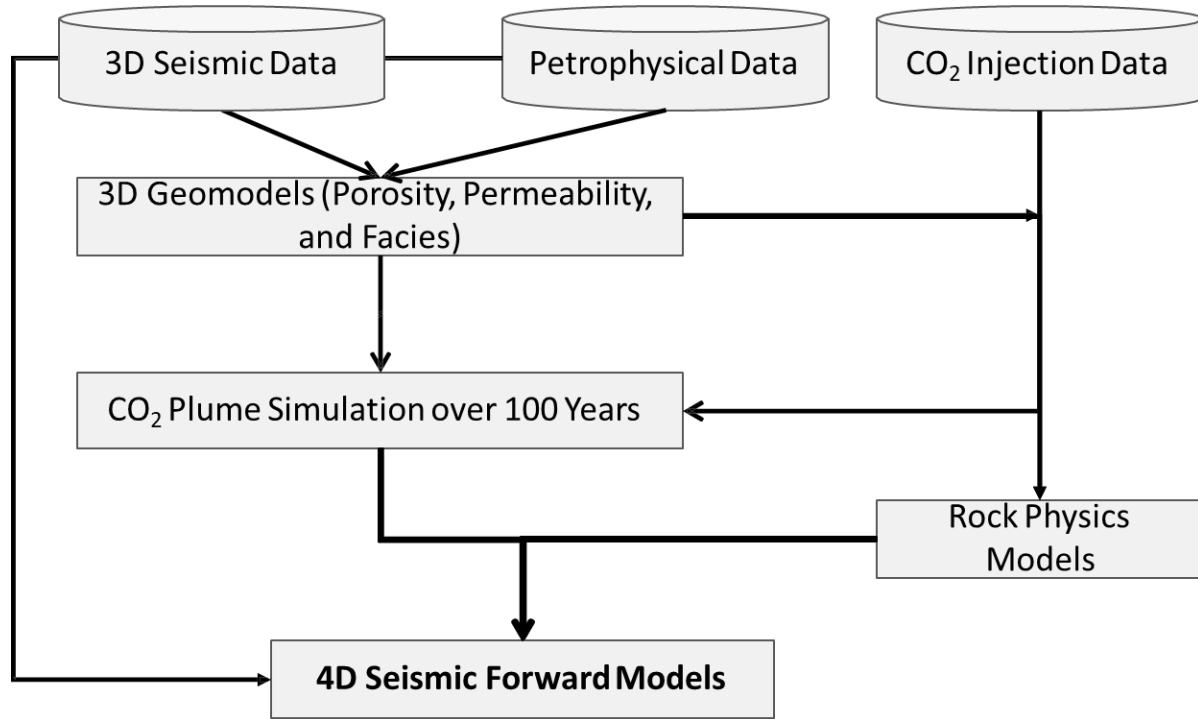 3D Seismic Data
Petrophysical Data
CO₂ Injection Data
3D Geomodels (Porosity, Permeability,
and Facies)
CO₂ Plume Simulation over 100 Years
Rock Physics
Models
4D Seismic Forward Models